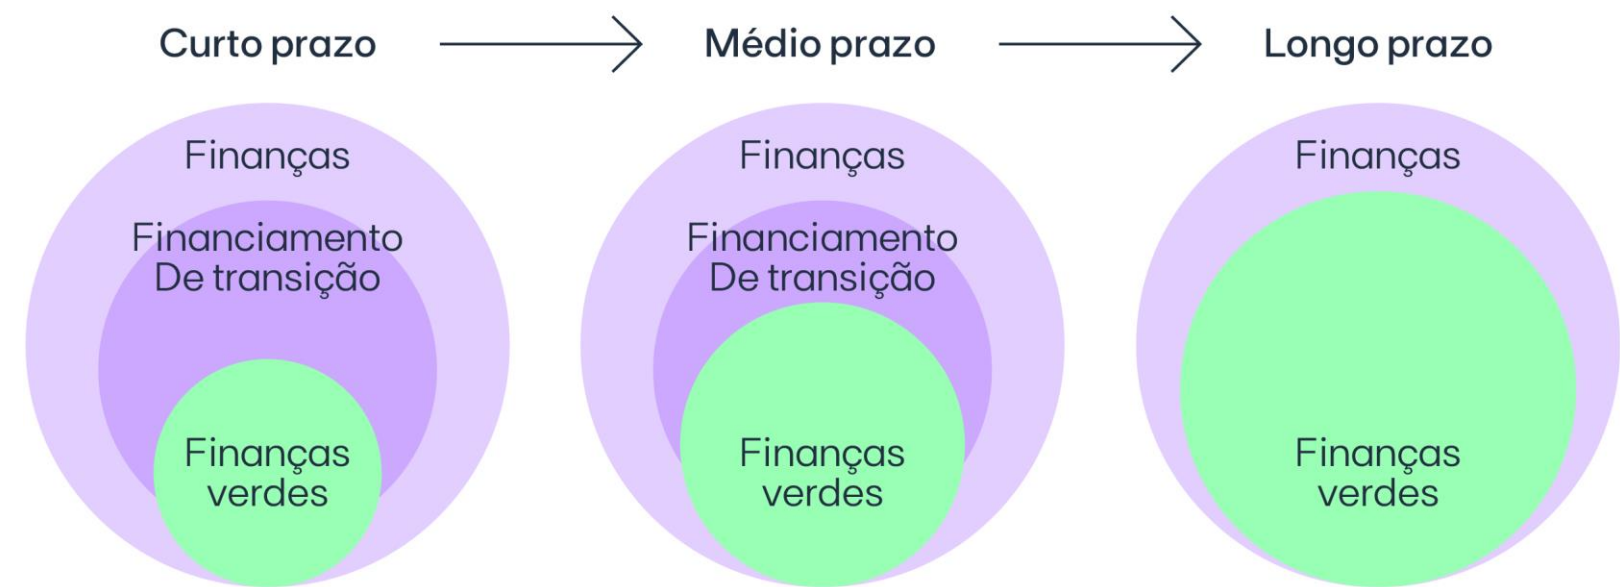 Curto prazo
Médio prazo
Longo prazo
Finanças
Financiamento
De transição
Finanças
verdes
Finanças
Financiamento
De transição
Finanças
verdes
Finanças
Finanças
verdes